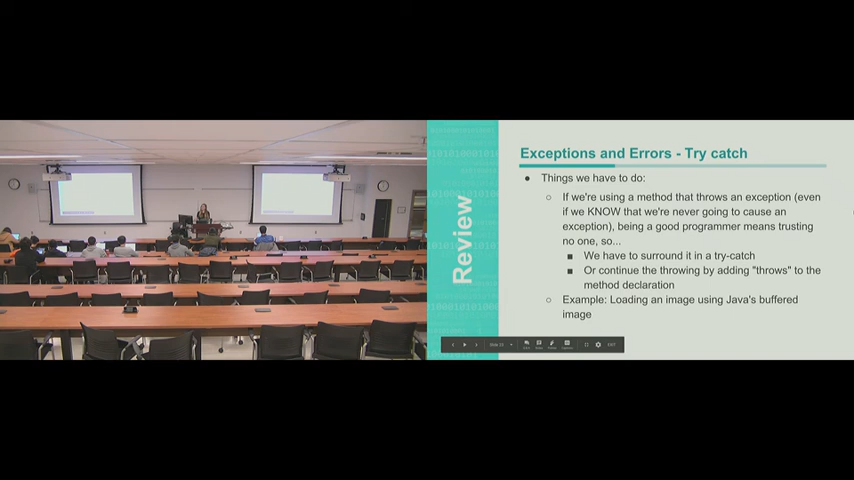 Review
Exceptions and Errors - Try catch
● Things we have to do:
○ If we're using a method that throws an exception (even
if we KNOW that we're never going to cause an
exception), being a good programmer means trusting
no one, so...
■ We have to surround it in a try-catch
■ Or continue the throwing by adding "throws" to the
method declaration
○ Example: Loading an image using Java's buffered
image